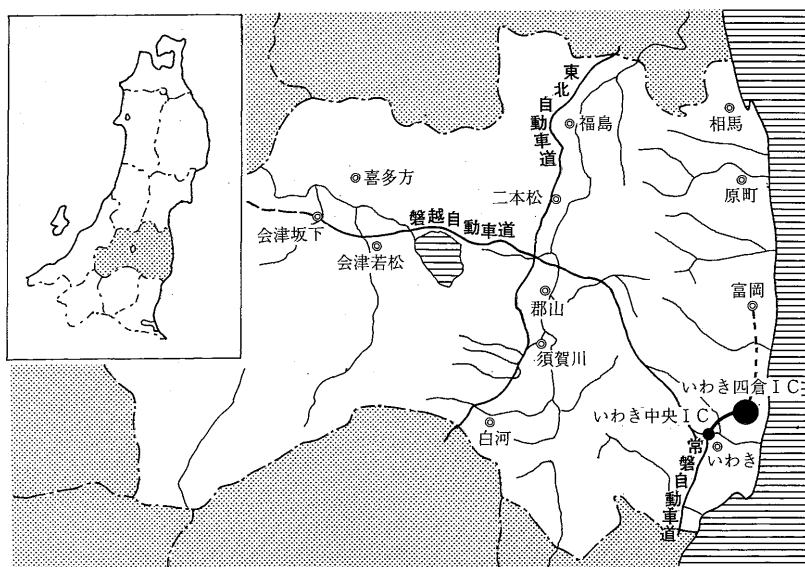 東北自動車道
福島
相馬
喜多方
二本松
原町
会津坂下
磐越自動車道
会津若松
富岡
郡山
須賀川
いわき四倉IC
いわき中央IC
白河
いわき
常磐自動車道